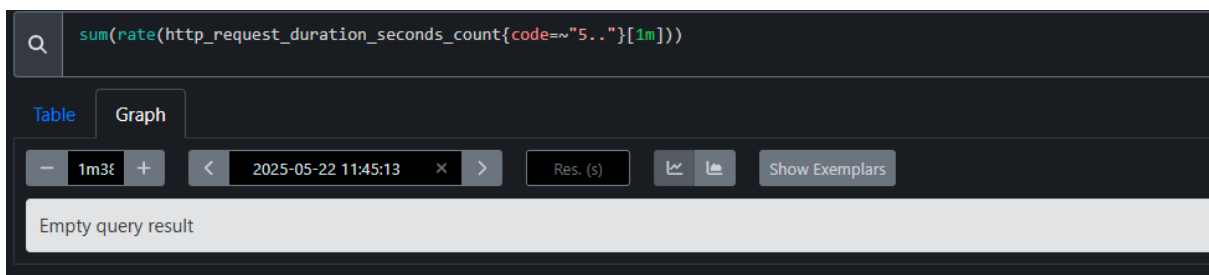 sum(rate(http_request_duration_seconds_count{code=~"5.."}[1m]))
Table Graph
1m38 2025-05-22 11:45:13 × Res. (s) Show Exemplars
Empty query result